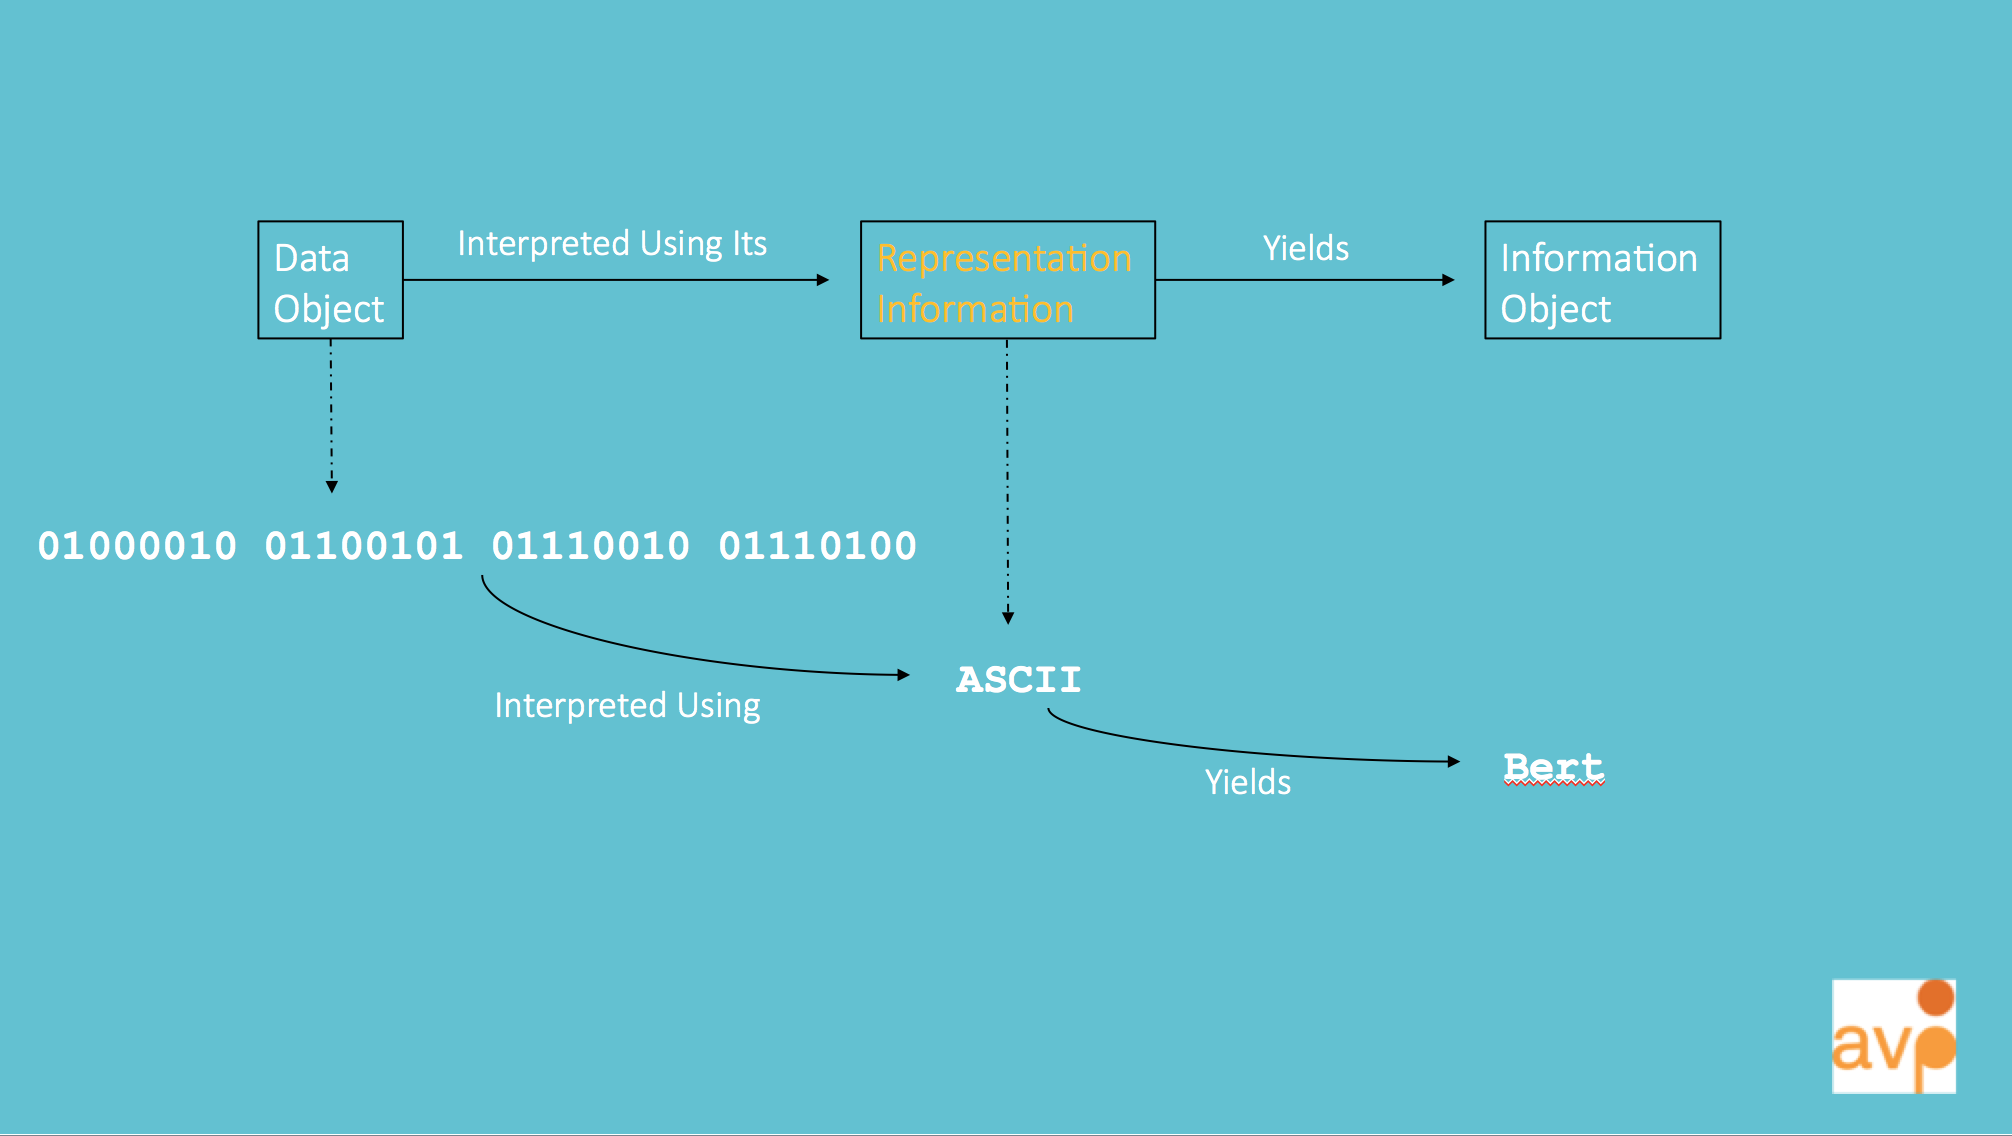 Data
Object
Interpreted Using Its
Representation
Information
Yields
Information
Object
01000010 01100101 01110010 01110100
Interpreted Using
ASCII
Yields
Bert
avp